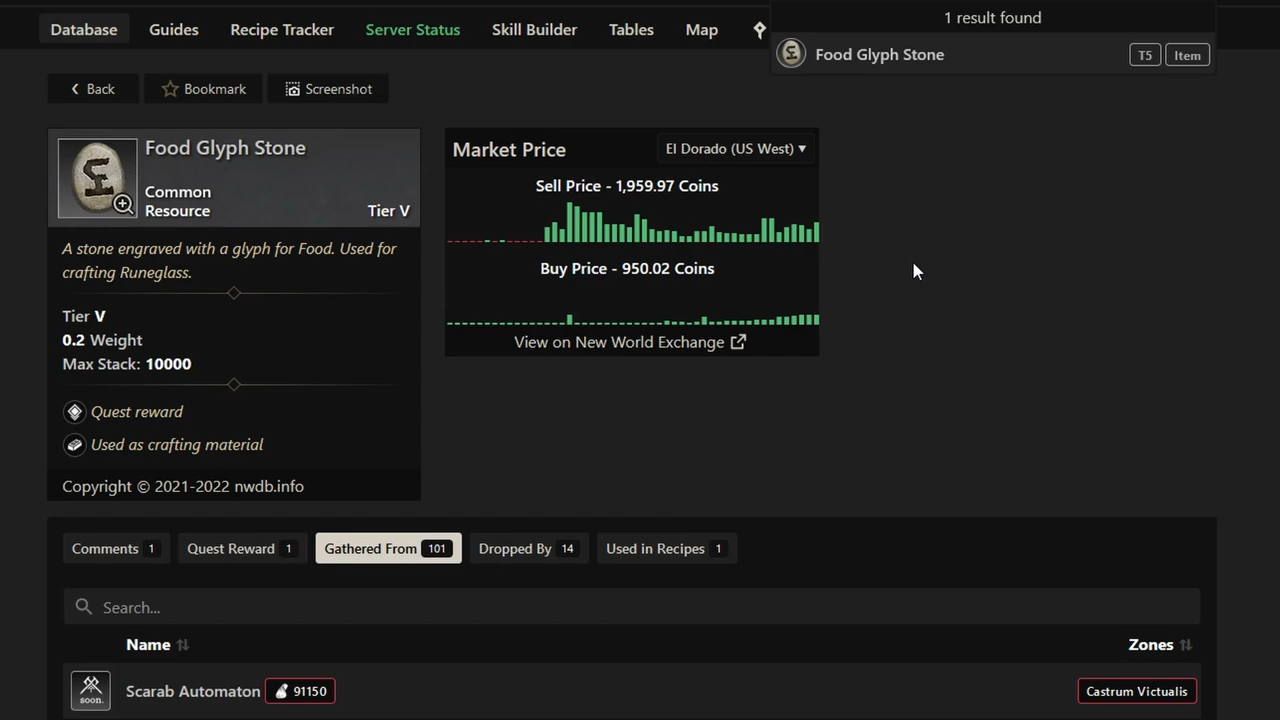 Database Guides Recipe Tracker Server Status Skill Builder Tables Map
1 result found
Food Glyph Stone T5 Item
Back Bookmark Screenshot
Food Glyph Stone
Common
Resource Tier V
A stone engraved with a glyph for Food. Used for
crafting Runeglass.
Tier V
0.2 Weight
Max Stack: 10000
Quest reward
Used as crafting material
Copyright © 2021-2022 nwdb.info
Market Price El Dorado (US West) ▾
Sell Price - 1,959.97 Coins
Buy Price - 950.02 Coins
View on New World Exchange
Comments 1 Quest Reward 1 Gathered From 101 Dropped By 14 Used in Recipes 1
Search...
Name Zones
soon. Scarab Automaton 91150 Castrum Victualis